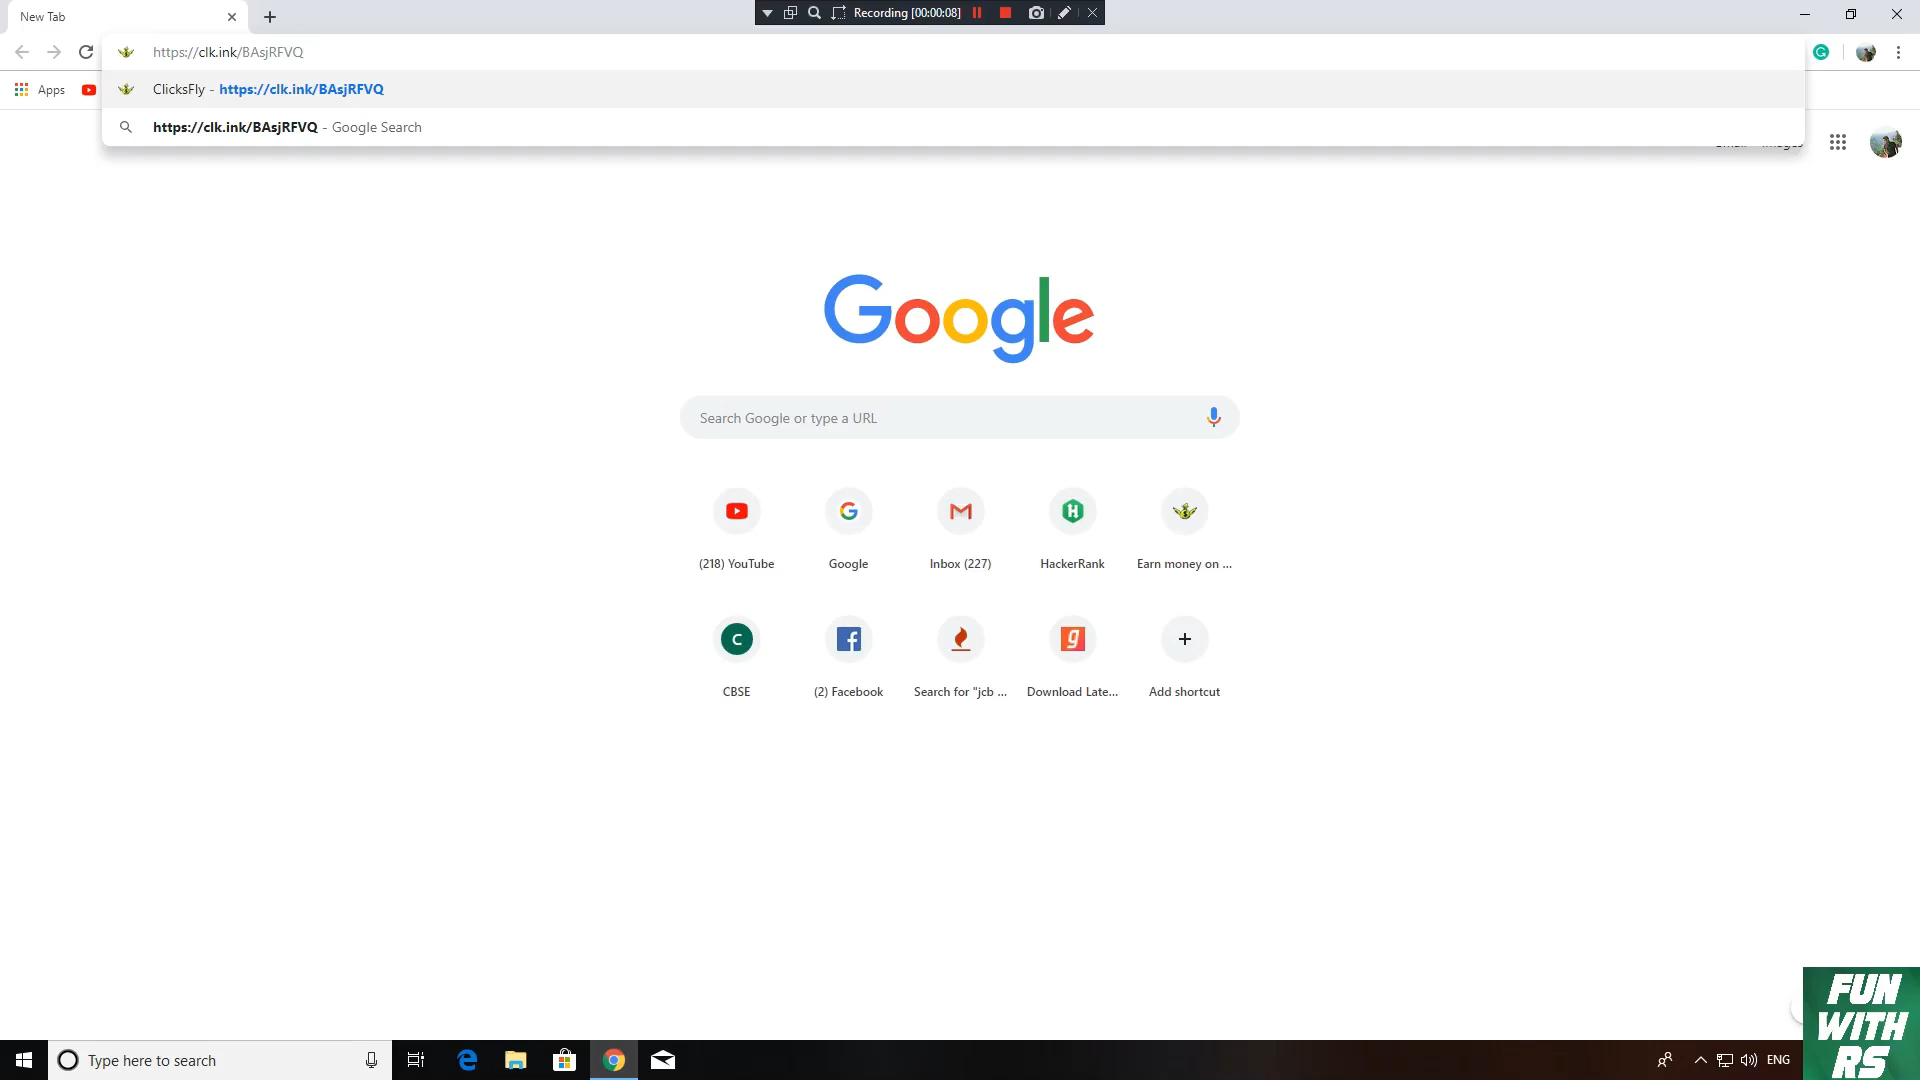 New Tab
Recording [00:00:08]
https://clk.ink/BAsjRFVQ
ClicksFly - https://clk.ink/BAsjRFVQ
https://clk.ink/BAsjRFVQ - Google Search
Apps
Google
Search Google or type a URL
(218) YouTube
Google
Inbox (227)
HackerRank
Earn money on ...
CBSE
(2) Facebook
Search for "jcb ...
Download Late...
Add shortcut
FUN
WITH
RS
Type here to search
ENG